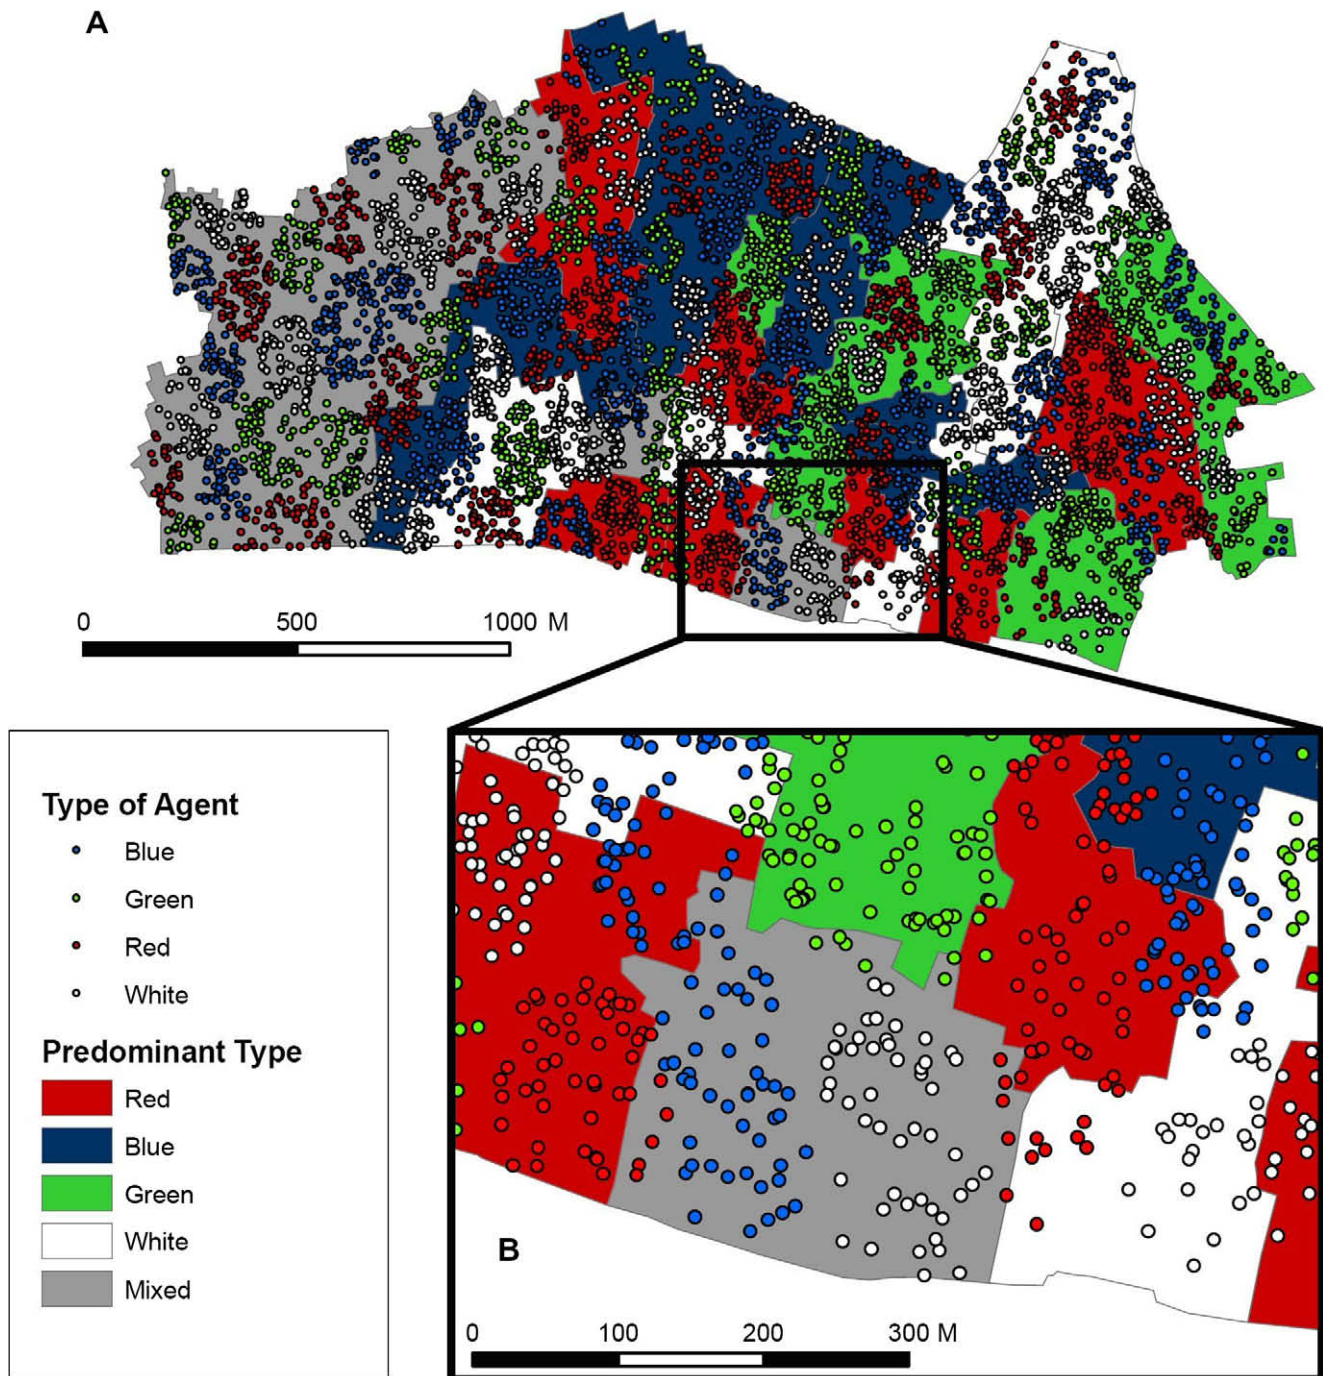 A
0 500 1000 M
Type of Agent
Blue
Green
Red
White
Predominant Type
Red
Blue
Green
White
Mixed
B
0 100 200 300 M